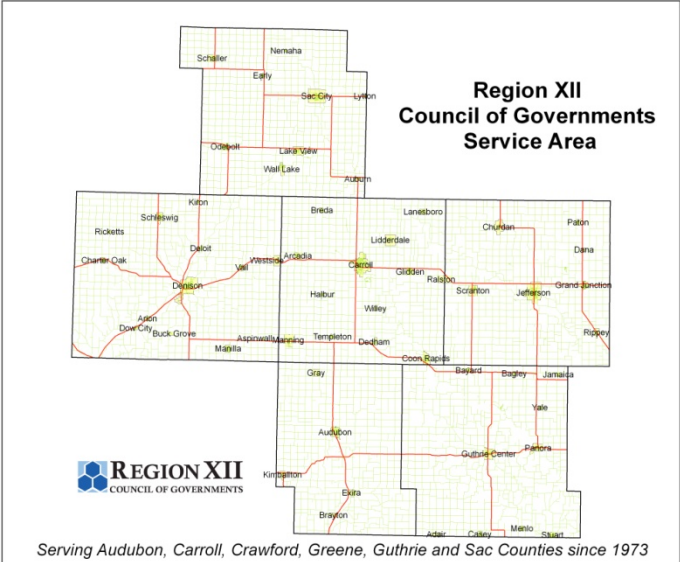 Region XII
Council of Governments
Service Area
Nemaha
Schaller
Early
Sac City
Lytton
Odebolt
Lake View
Wall Lake
Auburn
Kiron
Breda
Lanesboro
Schleswig
Churdan
Paton
Ricketts
Lidderdale
Deloit
Dana
Charter Oak
Westside
Arcadia
Vail
Carroll
Glidden
Ralston
Denison
Scranton
Jefferson
Grand Junction
Halbur
Willey
Arion
Dow City
Buck Grove
Rippey
Aspinwall
Manning
Templeton
Dedham
Manilla
Coon Rapids
Gray
Bayard
Bagley
Jamaica
Yale
Audubon
Guthrie Center
Panora
Kimballton
REGION XII
COUNCIL OF GOVERNMENTS
Ekira
Brayton
Adair
Casey
Menlo
Stuart
Serving Audubon, Carroll, Crawford, Greene, Guthrie and Sac Counties since 1973